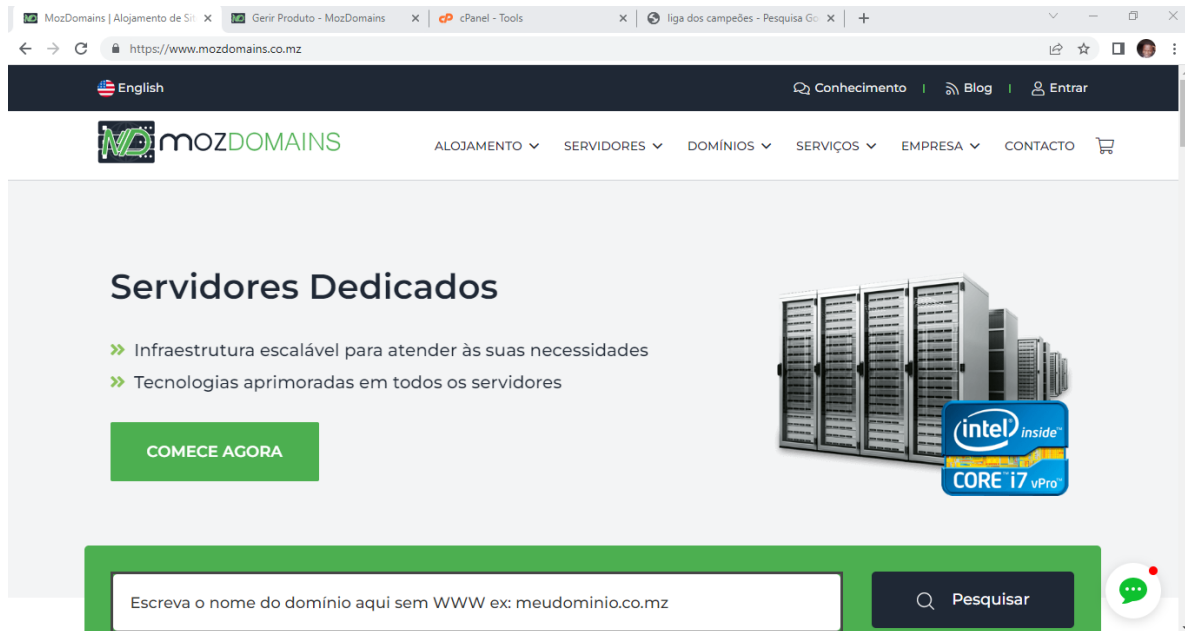 MozDomains | Alojamento de Sit
Gerir Produto - MozDomains
cPanel - Tools
liga dos campeões - Pesquisa Go
https://www.mozdomains.co.mz
English
Conhecimento
Blog
Entrar
MOZDOMAINS
ALOJAMENTO
SERVIDORES
DOMÍNIOS
SERVIÇOS
EMPRESA
CONTACTO
Servidores Dedicados
Infraestrutura escalável para atender às suas necessidades
Tecnologias aprimoradas em todos os servidores
COMECE AGORA
intel inside™
CORE™ i7 vPro™
Escreva o nome do domínio aqui sem WWW ex: meudominio.co.mz
Pesquisar